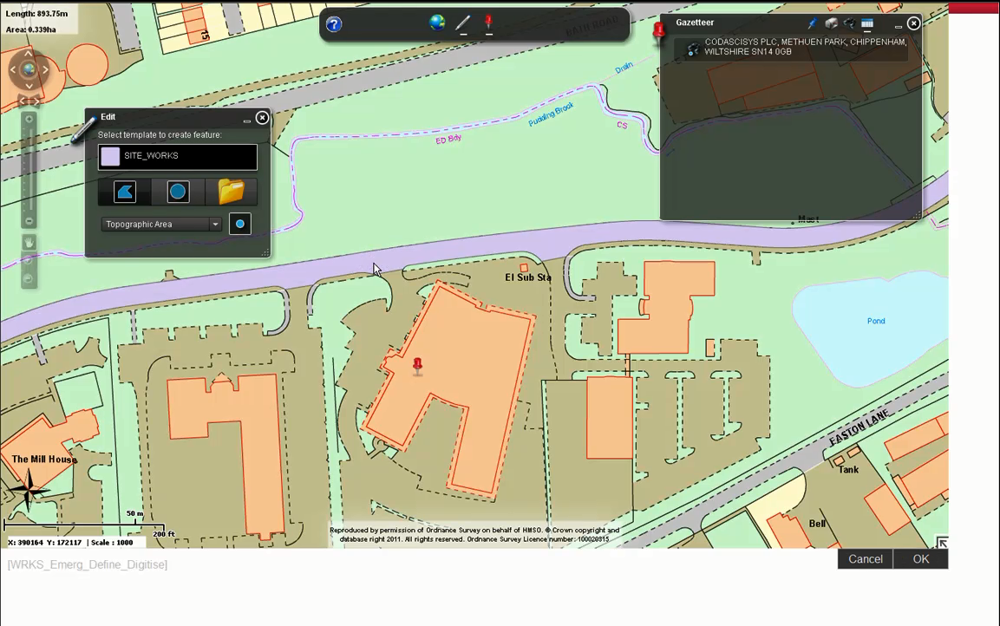 Length: 893.75m
Area: 0.339ha
51
BATH ROAD
Gazetteer
CODASCISYS PLC, METHUEN PARK, CHIPPENHAM,
WILTSHIRE SN14 0GB
Drain
Pudding Brook
CS
ED Bdy
Edit
Select template to create feature:
SITE_WORKS
Topographic Area
Mast
El Sub Sta
Pond
EASTON LANE
The Mill House
Tank
Bell
50 m
200 ft
Reproduced by permission of Ordnance Survey on behalf of HMSO. © Crown copyright and
database right 2011. All rights reserved. Ordnance Survey Licence number: 100020315
X: 390164 Y: 172117 | Scale : 1000
Cancel
OK
[WRKS_Emerg_Define_Digitise]